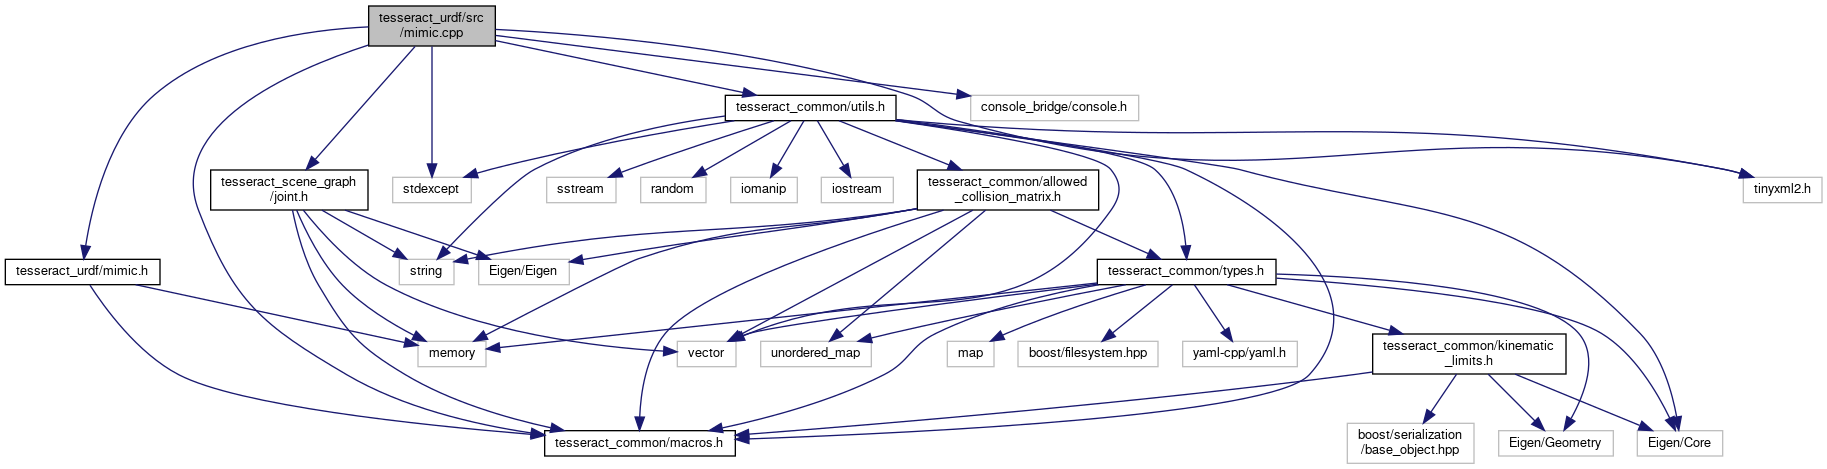 tesseract_urdf/src
/mimic.cpp
tesseract_common/utils.h
console_bridge/console.h
tesseract_scene_graph
/joint.h
stdexcept
sstream
random
iomanip
iostream
tesseract_common/allowed
_collision_matrix.h
tinyxml2.h
tesseract_urdf/mimic.h
string
Eigen/Eigen
tesseract_common/types.h
memory
vector
unordered_map
map
boost/filesystem.hpp
yaml-cpp/yaml.h
tesseract_common/kinematic
_limits.h
tesseract_common/macros.h
boost/serialization
/base_object.hpp
Eigen/Geometry
Eigen/Core